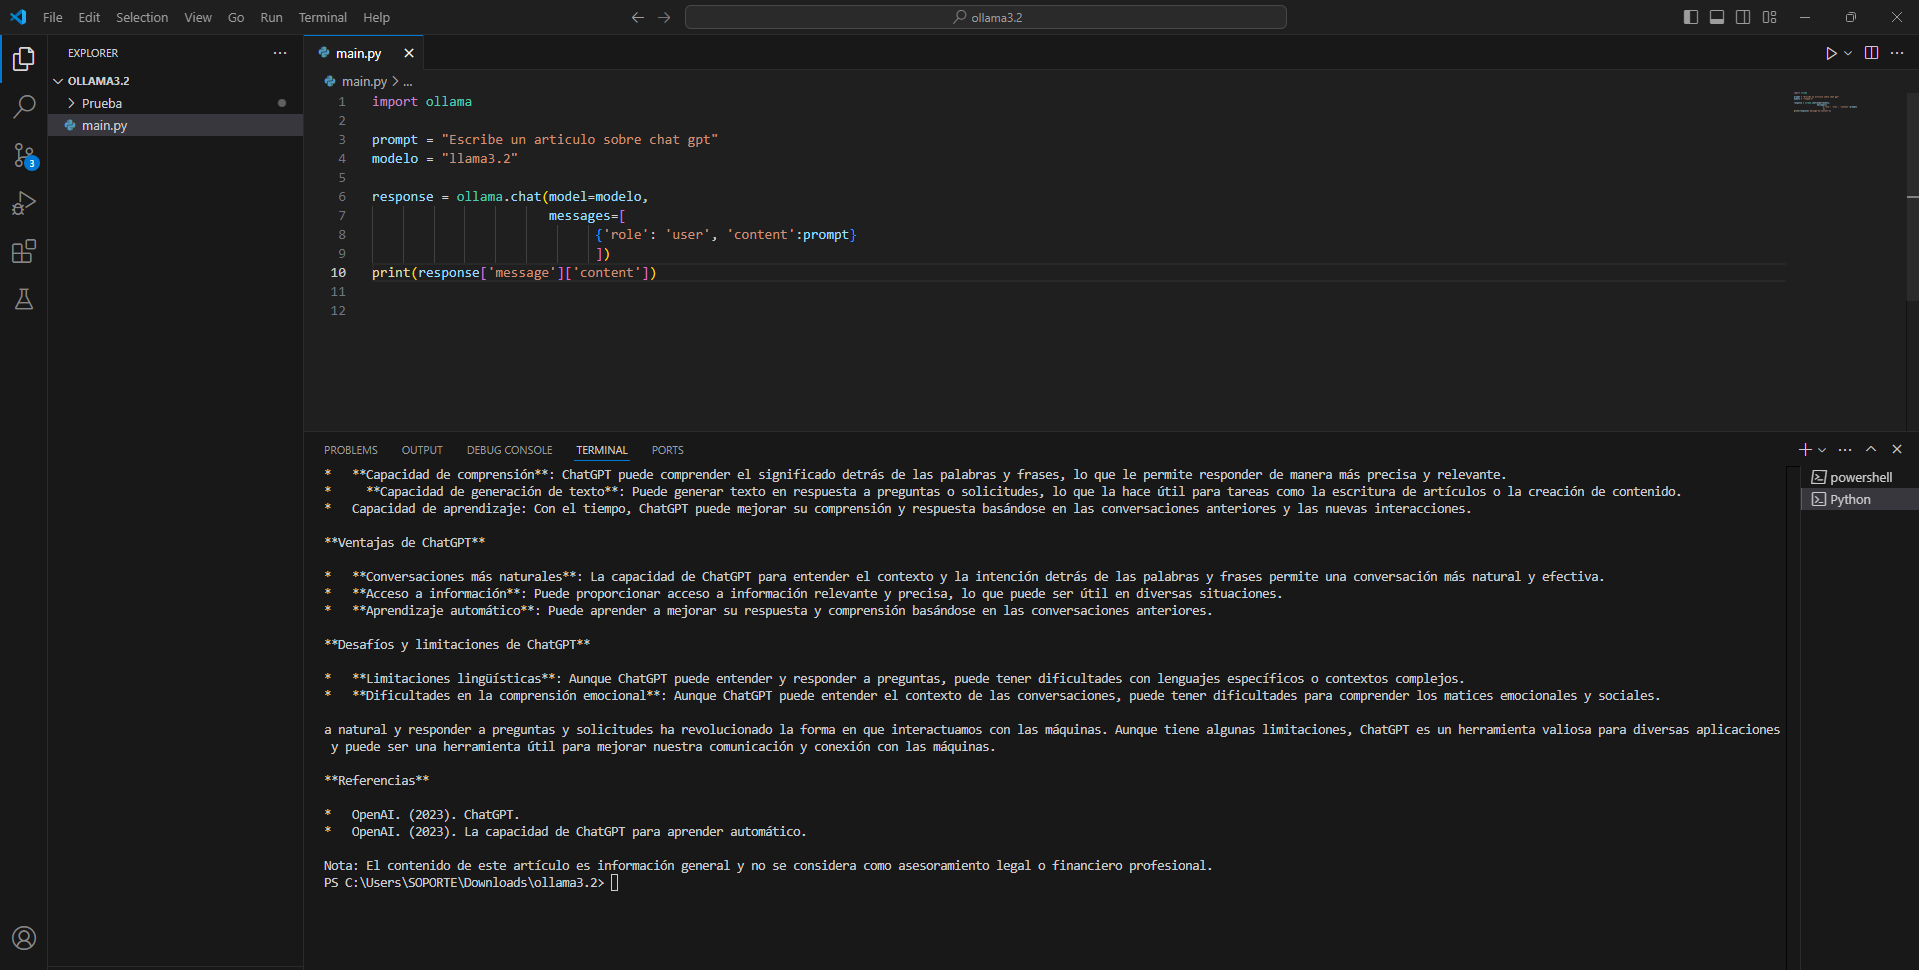 File Edit Selection View Go Run Terminal Help
ollama3.2
EXPLORER
OLLAMA3.2
Prueba
main.py
3
main.py
main.py > ...
1 import ollama
2
3 prompt = "Escribe un articulo sobre chat gpt"
4 modelo = "llama3.2"
5
6 response = ollama.chat(model=modelo,
7 messages=[
8 {'role': 'user', 'content':prompt}
9 ])
10 print(response['message']['content'])
11
12
PROBLEMS OUTPUT DEBUG CONSOLE TERMINAL PORTS
* **Capacidad de comprensión**: ChatGPT puede comprender el significado detrás de las palabras y frases, lo que le permite responder de manera más precisa y relevante.
* **Capacidad de generación de texto**: Puede generar texto en respuesta a preguntas o solicitudes, lo que la hace útil para tareas como la escritura de artículos o la creación de contenido.
* Capacidad de aprendizaje: Con el tiempo, ChatGPT puede mejorar su comprensión y respuesta basándose en las conversaciones anteriores y las nuevas interacciones.
**Ventajas de ChatGPT**
* **Conversaciones más naturales**: La capacidad de ChatGPT para entender el contexto y la intención detrás de las palabras y frases permite una conversación más natural y efectiva.
* **Acceso a información**: Puede proporcionar acceso a información relevante y precisa, lo que puede ser útil en diversas situaciones.
* **Aprendizaje automático**: Puede aprender a mejorar su respuesta y comprensión basándose en las conversaciones anteriores.
**Desafíos y limitaciones de ChatGPT**
* **Limitaciones lingüísticas**: Aunque ChatGPT puede entender y responder a preguntas, puede tener dificultades con lenguajes específicos o contextos complejos.
* **Dificultades en la comprensión emocional**: Aunque ChatGPT puede entender el contexto de las conversaciones, puede tener dificultades para comprender los matices emocionales y sociales.
a natural y responder a preguntas y solicitudes ha revolucionado la forma en que interactuamos con las máquinas. Aunque tiene algunas limitaciones, ChatGPT es un herramienta valiosa para diversas aplicaciones
y puede ser una herramienta útil para mejorar nuestra comunicación y conexión con las máquinas.
**Referencias**
* OpenAI. (2023). ChatGPT.
* OpenAI. (2023). La capacidad de ChatGPT para aprender automático.
Nota: El contenido de este artículo es información general y no se considera como asesoramiento legal o financiero profesional.
PS C:\Users\SOPORTE\Downloads\ollama3.2>
powershell
Python